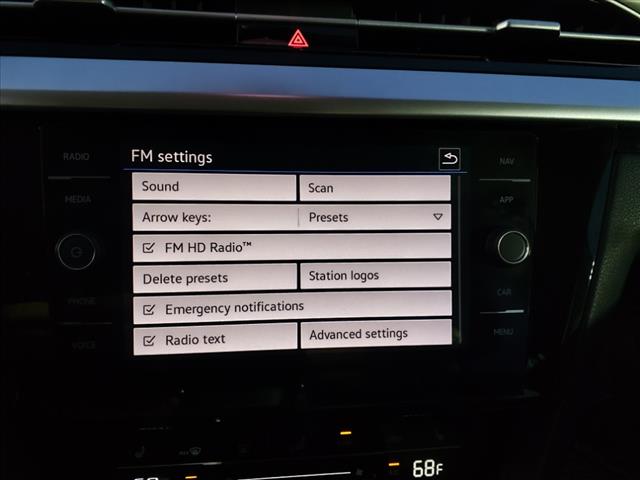 RADIO
FM settings
NAV
Sound
Scan
MEDIA
APP
Arrow keys:
Presets
FM HD Radio™
Delete presets
Station logos
PHONE
CAR
Emergency notifications
Radio text
Advanced settings
VOICE
MENU
68F